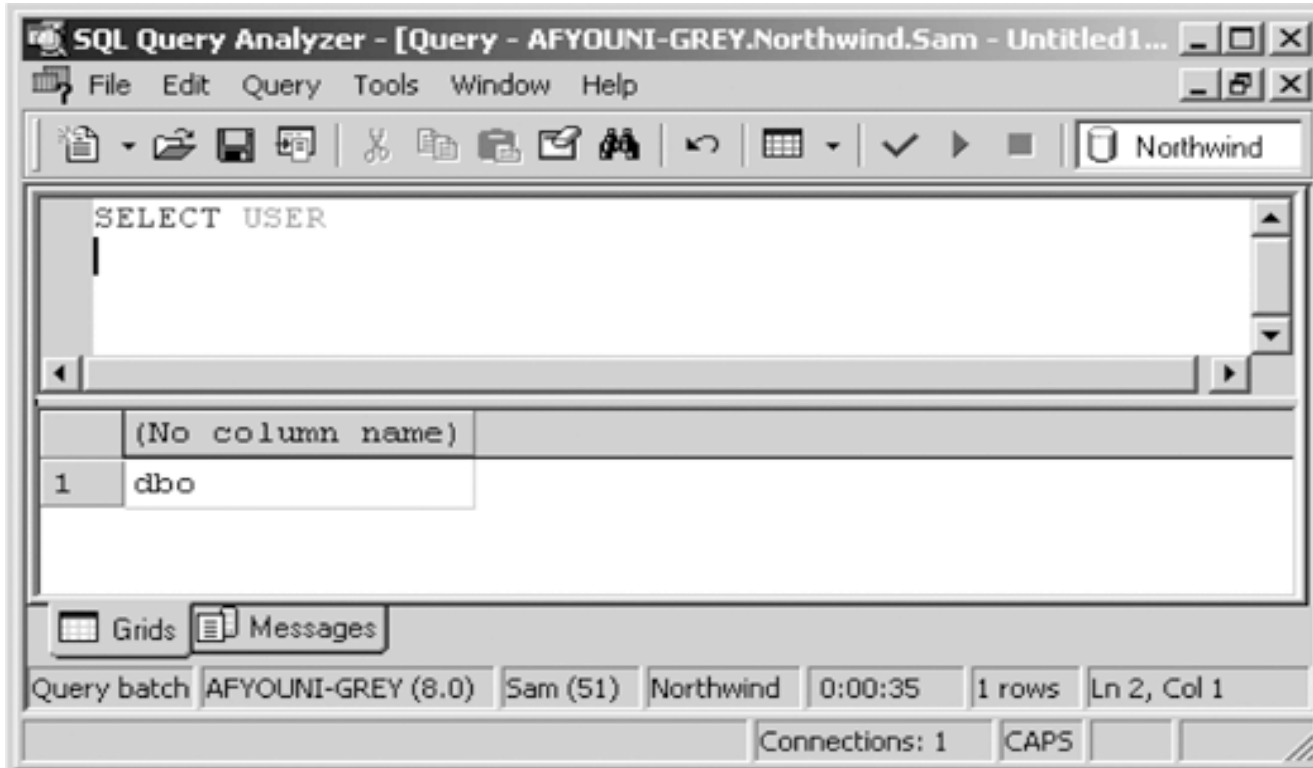 SQL Query Analyzer - [Query - AFYOUNI-GREY.Northwind.Sam - Untitled1...
File Edit Query Tools Window Help
Northwind
SELECT USER
(No column name)
1 dbo
Grids Messages
Query batch AFYOUNI-GREY (8.0) Sam (51) Northwind 0:00:35 1 rows Ln 2, Col 1
Connections: 1 CAPS